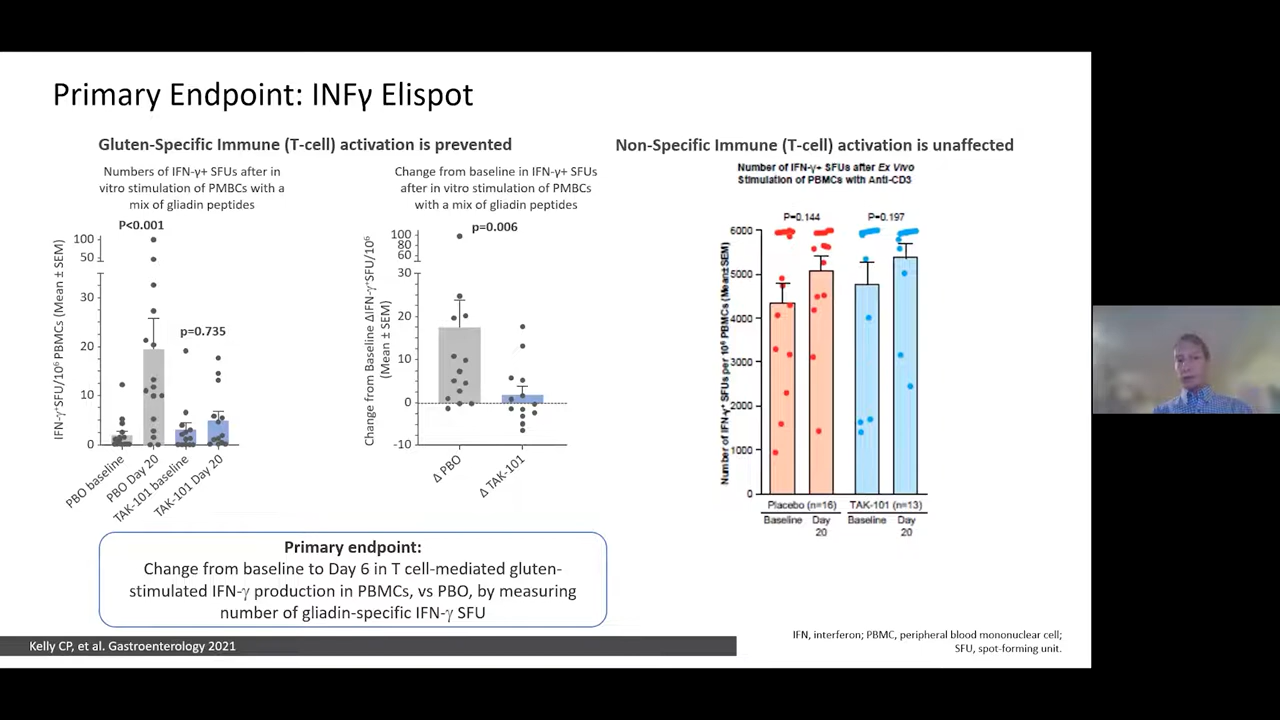 Primary Endpoint: INFγ Elispot
Gluten-Specific Immune (T-cell) activation is prevented
Numbers of IFN-γ+ SFUs after in
vitro stimulation of PMBCs with a
mix of gliadin peptides
P<0.001
IFN-γ⁺SFU/10⁶ PBMCs (Mean ± SEM)
100
50
30
20
10
0
p=0.735
PBO baseline
PBO Day 20
TAK-101 baseline
TAK-101 Day 20
Change from baseline in IFN-γ+ SFUs
after in vitro stimulation of PMBCs
with a mix of gliadin peptides
p=0.006
Change from Baseline ΔIFN-γ⁺SFU/10⁶
(Mean ± SEM)
100
80
60
30
20
10
0
-10
Δ PBO
Δ TAK-101
Non-Specific Immune (T-cell) activation is unaffected
Number of IFN-γ+ SFUs after Ex Vivo
Stimulation of PBMCs with Anti-CD3
P=0.144
P=0.197
Number of IFN-γ⁺ SFUs per 10⁶ PBMCs (Mean±SEM)
6000
5000
4000
3000
2000
1000
0
Placebo (n=16)
TAK-101 (n=13)
Baseline
Day
20
Baseline
Day
20
Primary endpoint:
Change from baseline to Day 6 in T cell-mediated gluten-
stimulated IFN-γ production in PBMCs, vs PBO, by measuring
number of gliadin-specific IFN-γ SFU
Kelly CP, et al. Gastroenterology 2021
IFN, interferon; PBMC, peripheral blood mononuclear cell;
SFU, spot-forming unit.